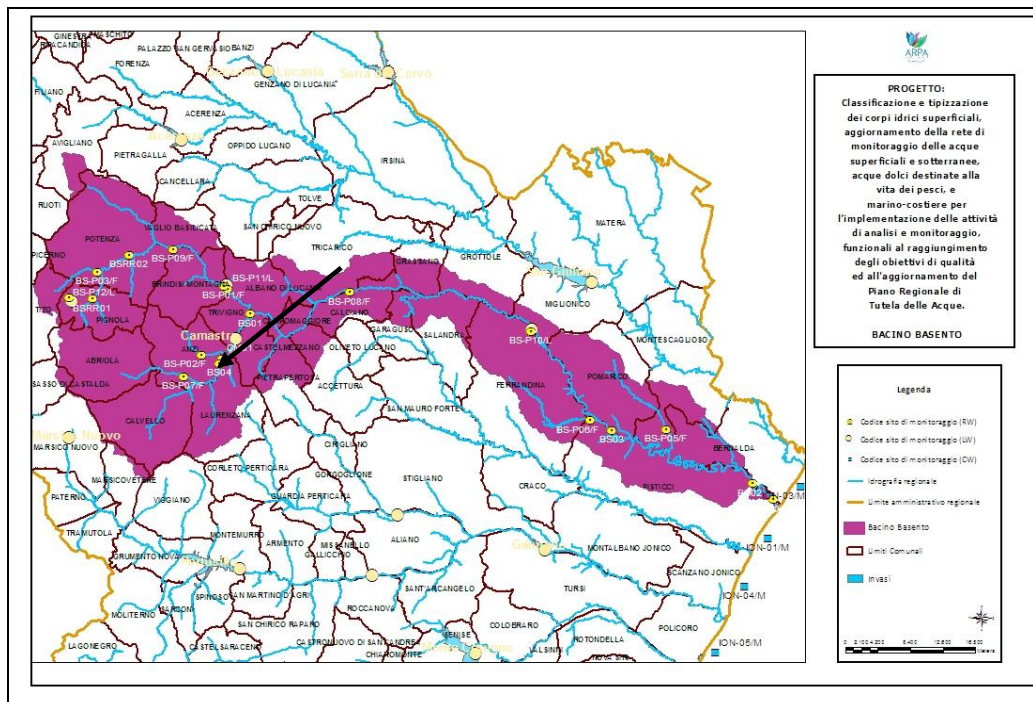 GINESTRA
MASCHITO
RIPACANDIDA
PALAZZO SAN GERVASIO
BANZI
FORENZA
GENZANO DI LUCANIA
FILIANO
ACERENZA
AVIGLIANO
OPPIDO LUCANO
PIETRAGALLA
IRSINA
CANCELLARA
RUOTI
TOLVE
VAGLIO BASILICATA
SAN CHIRICO NUOVO
MATERA
POTENZA
TRICARICO
GROTTOLE
PICERNO
BSRR02
BS-P09/F
GRASSANO
BS-P03/F
BS-P11/L
BRINDISI MONTAGNA
ALBANO DI LUCANIA
BS-P12/L
BS-P01/F
BS-P08/F
MIGLIONICO
TITO
BSRR01
TRIVIGNO
BS01
CALCIANO
PIGNOLA
GARAGUSO
SALANDRA
BS-P10/L
MONTESCAGLIOSO
Camastra
ANZI
CASTELMEZZANO
OLIVETO LUCANO
ABRIOLA
BS-P02/F
BS04
PIETRAPERTOSA
ACCETTURA
FERRANDINA
POMARICO
SASSO DI CASTALDA
BS-P07/F
CALVELLO
LAURENZANA
SAN MAURO FORTE
BS-P06/F
BS03
BS-P05/F
Marsico Nuovo
MARSICO NUOVO
CIRIGLIANO
BERNALDA
MARSICOVETERE
CORLETO PERTICARA
GORGOGLIONE
STIGLIANO
PISTICCI
PATERNO
VIGGIANO
GUARDIA PERTICARA
CRACO
TRAMUTOLA
MONTEMURRO
ARMENTO
MISSANELLO
ALIANO
ION-01/M
GRUMENTO NOVA
GALLICCHIO
MONTALBANO JONICO
SPINOSO
SAN MARTINO D'AGRI
SANT'ARCANGELO
TURSI
SCANZANO JONICO
ION-04/M
MOLITERNO
SARCONI
ROCCANOVA
SAN CHIRICO RAPARO
COLOBRARO
POLICORO
LAGONEGRO
CASTELSARACENO
CASTRONUOVO DI SANT'ANDREA
SENISE
ROTONDELLA
CHIAROMONTE
VALSINNI
ION-05/M
ARPA
PROGETTO:
Classificazione e tipizzazione
dei corpi idrici superficiali,
aggiornamento della rete di
monitoraggio delle acque
superficiali e sotterranee,
acque dolci destinate alla
vita dei pesci, e
marino-costiere per
l'implementazione delle attività
di analisi e monitoraggio,
funzionali al raggiungimento
degli obiettivi di qualità
ed all'aggiornamento del
Piano Regionale di
Tutela delle Acque.
BACINO BASENTO
Legenda
Codice sito di monitoraggio (RW)
Codice sito di monitoraggio (LW)
Codice sito di monitoraggio (CW)
Idrografia regionale
Limite amministrativo regionale
Bacino Basento
Limiti Comunali
Invasi